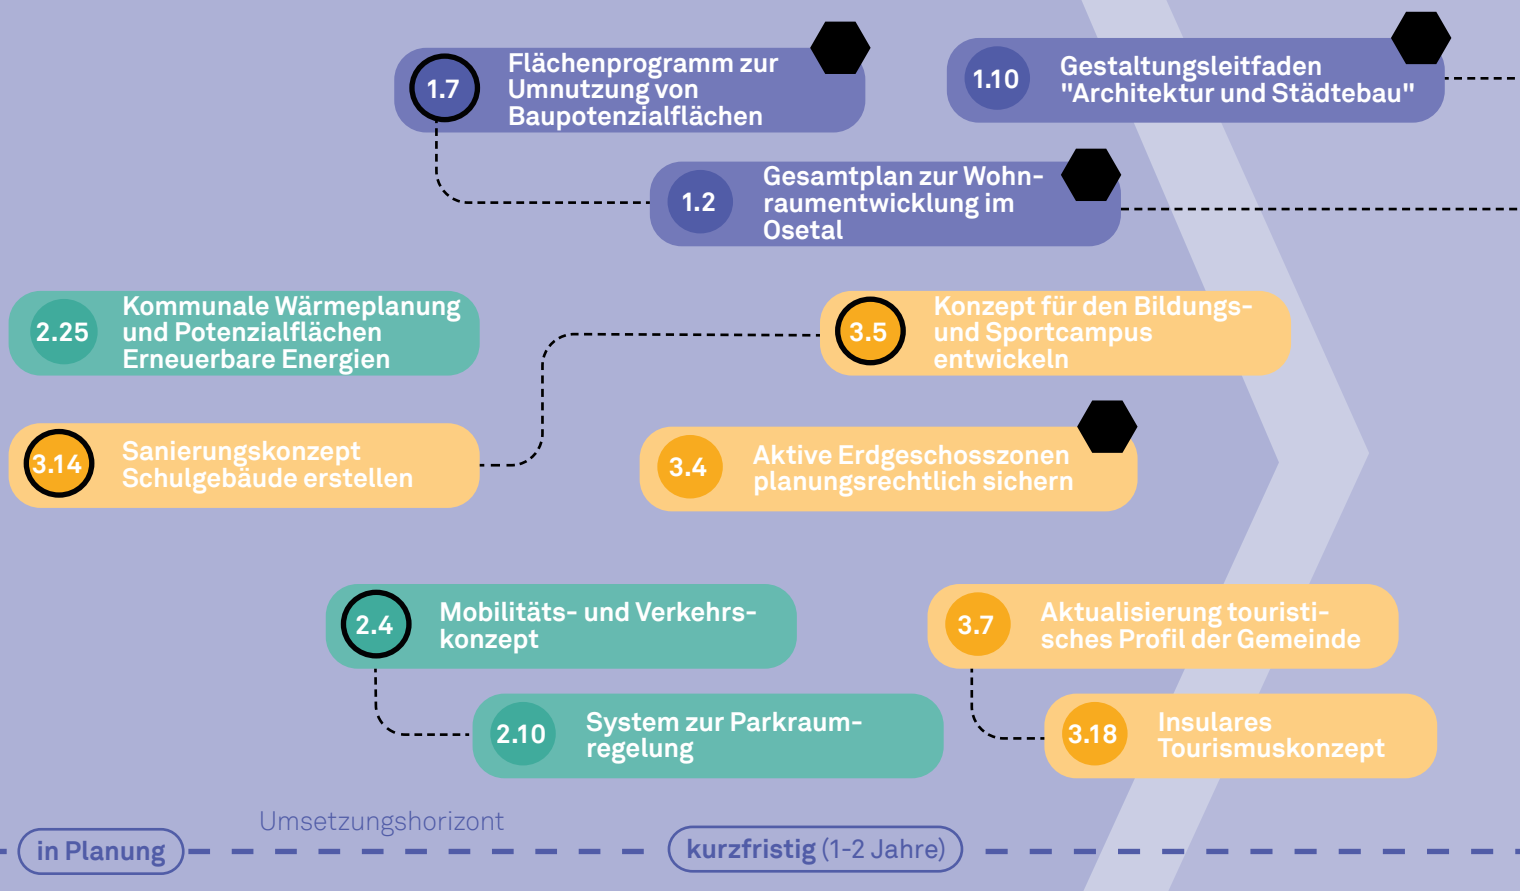 1.7
Flächenprogramm zur
Umnutzung von
Baupotenzialflächen
1.10
Gestaltungsleitfaden
"Architektur und Städtebau"
1.2
Gesamtplan zur Wohn-
raumentwicklung im
Osetal
2.25
Kommunale Wärmeplanung
und Potenzialflächen
Erneuerbare Energien
3.5
Konzept für den Bildungs-
und Sportcampus
entwickeln
3.14
Sanierungskonzept
Schulgebäude erstellen
3.4
Aktive Erdgeschosszonen
planungsrechtlich sichern
2.4
Mobilitäts- und Verkehrs-
konzept
3.7
Aktualisierung touristi-
sches Profil der Gemeinde
2.10
System zur Parkraum-
regelung
3.18
Insulares
Tourismuskonzept
Umsetzungshorizont
in Planung
kurzfristig (1-2 Jahre)